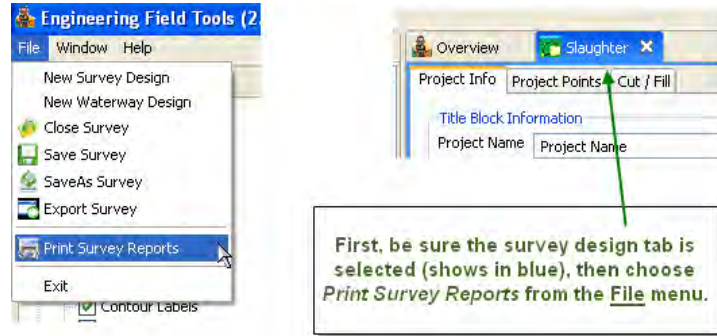 Engineering Field Tools (2.
File Window Help
New Survey Design
New Waterway Design
Close Survey
Save Survey
SaveAs Survey
Export Survey
Print Survey Reports
Exit
Contour Labels
Overview Slaughter
Project Info Project Points Cut / Fill
Title Block Information
Project Name Project Name
First, be sure the survey design tab is
selected (shows in blue), then choose
Print Survey Reports from the File menu.